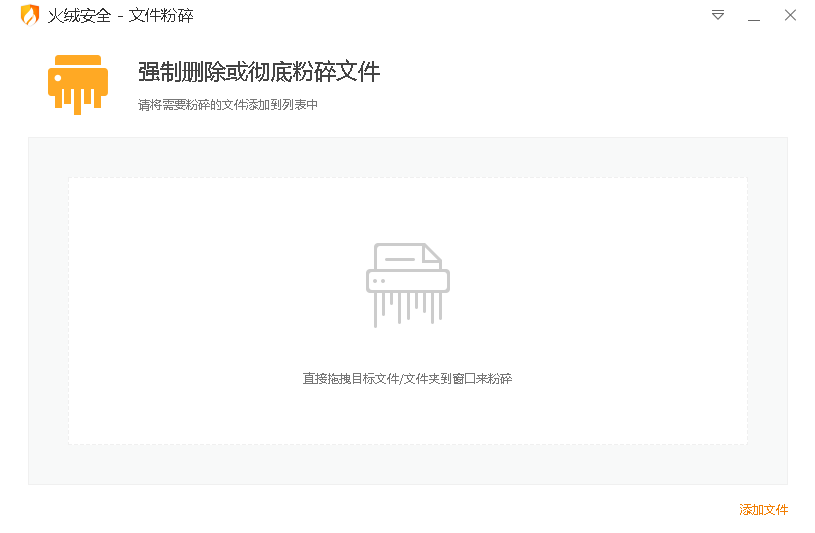 火绒安全 - 文件粉碎
强制删除或彻底粉碎文件
请将需要粉碎的文件添加到列表中
直接拖拽目标文件/文件夹到窗口来粉碎
添加文件